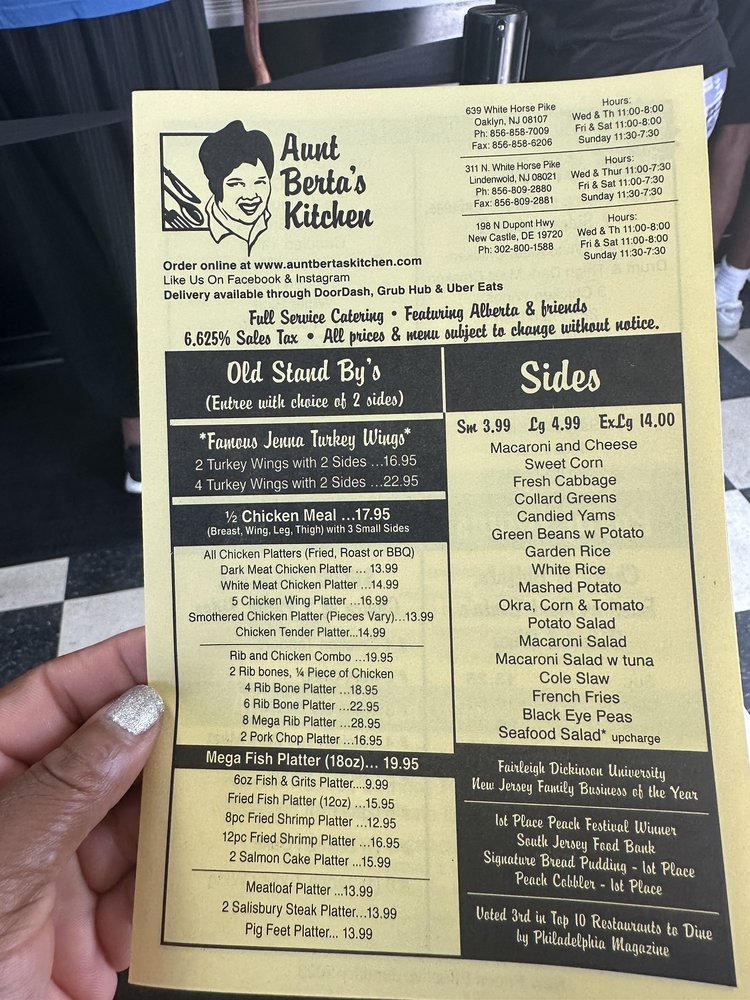 Aunt
Berta's
Kitchen
639 White Horse Pike
Oaklyn, NJ 08107
Ph: 856-858-7009
Fax: 856-858-6206
Hours:
Wed & Th 11:00-8:00
Fri & Sat 11:00-8:00
Sunday 11:30-7:30
311 N. White Horse Pike
Lindenwold, NJ 08021
Ph: 856-809-2880
Fax: 856-809-2881
Hours:
Wed & Thur 11:00-7:30
Fri & Sat 11:00-7:30
Sunday 11:30-7:30
198 N Dupont Hwy
New Castle, DE 19720
Ph: 302-800-1588
Hours:
Wed & Th 11:00-8:00
Fri & Sat 11:00-8:00
Sunday 11:30-7:30
Order online at www.auntbertaskitchen.com
Like Us On Facebook & Instagram
Delivery available through DoorDash, Grub Hub & Uber Eats
Full Service Catering • Featuring Alberta & friends
6.625% Sales Tax • All prices & menu subject to change without notice.
Old Stand By's
(Entree with choice of 2 sides)
*Famous Jenna Turkey Wings*
2 Turkey Wings with 2 Sides ...16.95
4 Turkey Wings with 2 Sides ...22.95
½ Chicken Meal ...17.95
(Breast, Wing, Leg, Thigh) with 3 Small Sides
All Chicken Platters (Fried, Roast or BBQ)
Dark Meat Chicken Platter ... 13.99
White Meat Chicken Platter ...14.99
5 Chicken Wing Platter ...16.99
Smothered Chicken Platter (Pieces Vary)...13.99
Chicken Tender Platter...14.99
Rib and Chicken Combo ...19.95
2 Rib bones, ¼ Piece of Chicken
4 Rib Bone Platter ...18.95
6 Rib Bone Platter ...22.95
8 Mega Rib Platter ...28.95
2 Pork Chop Platter ...16.95
Mega Fish Platter (18oz)... 19.95
6oz Fish & Grits Platter....9.99
Fried Fish Platter (12oz) ...15.95
8pc Fried Shrimp Platter ...12.95
12pc Fried Shrimp Platter ...16.95
2 Salmon Cake Platter ...15.99
Meatloaf Platter ...13.99
2 Salisbury Steak Platter...13.99
Pig Feet Platter... 13.99
Sides
Sm 3.99 Lg 4.99 ExLg 14.00
Macaroni and Cheese
Sweet Corn
Fresh Cabbage
Collard Greens
Candied Yams
Green Beans w Potato
Garden Rice
White Rice
Mashed Potato
Okra, Corn & Tomato
Potato Salad
Macaroni Salad
Macaroni Salad w tuna
Cole Slaw
French Fries
Black Eye Peas
Seafood Salad* upcharge
Fairleigh Dickinson University
New Jersey Family Business of the Year
1st Place Peach Festival Winner
South Jersey Food Bank
Signature Bread Pudding - 1st Place
Peach Cobbler - 1st Place
Voted 3rd in Top 10 Restaurants to Dine
by Philadelphia Magazine